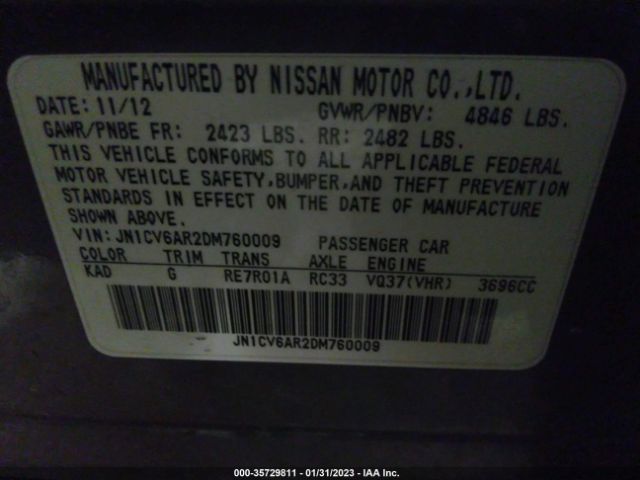 MANUFACTURED BY NISSAN MOTOR CO.,LTD.
DATE: 11/12 GVWR/PNBV: 4846 LBS.
GAWR/PNBE FR: 2423 LBS. RR: 2482 LBS.
THIS VEHICLE CONFORMS TO ALL APPLICABLE FEDERAL
MOTOR VEHICLE SAFETY,BUMPER,AND THEFT PREVENTION
STANDARDS IN EFFECT ON THE DATE OF MANUFACTURE
SHOWN ABOVE.
VIN:JN1CV6AR2DM760009 PASSENGER CAR
COLOR TRIM TRANS AXLE ENGINE
KAD G RE7R01A RC33 VQ37(VHR) 3696CC
JN1CV6AR2DM760009
000-35729811 - 01/31/2023 - IAA Inc.